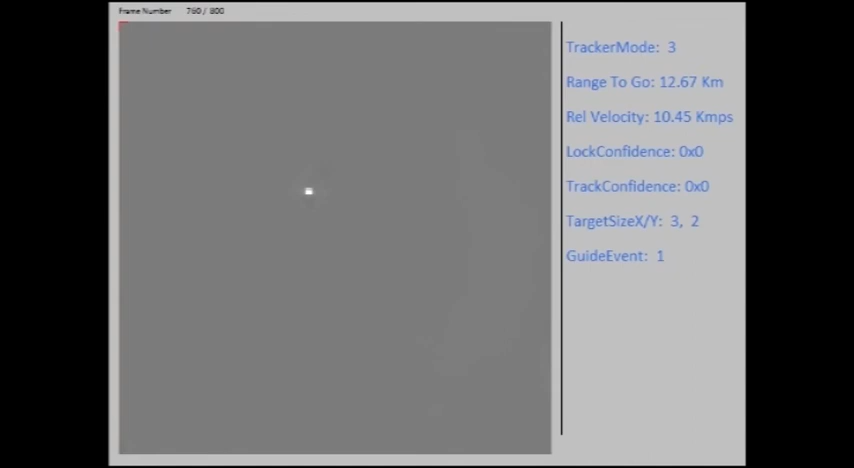 Frame Number 760 / 800
TrackerMode: 3
Range To Go: 12.67 Km
Rel Velocity: 10.45 Kmps
LockConfidence: 0x0
TrackConfidence: 0x0
TargetSizeX/Y: 3, 2
GuideEvent: 1